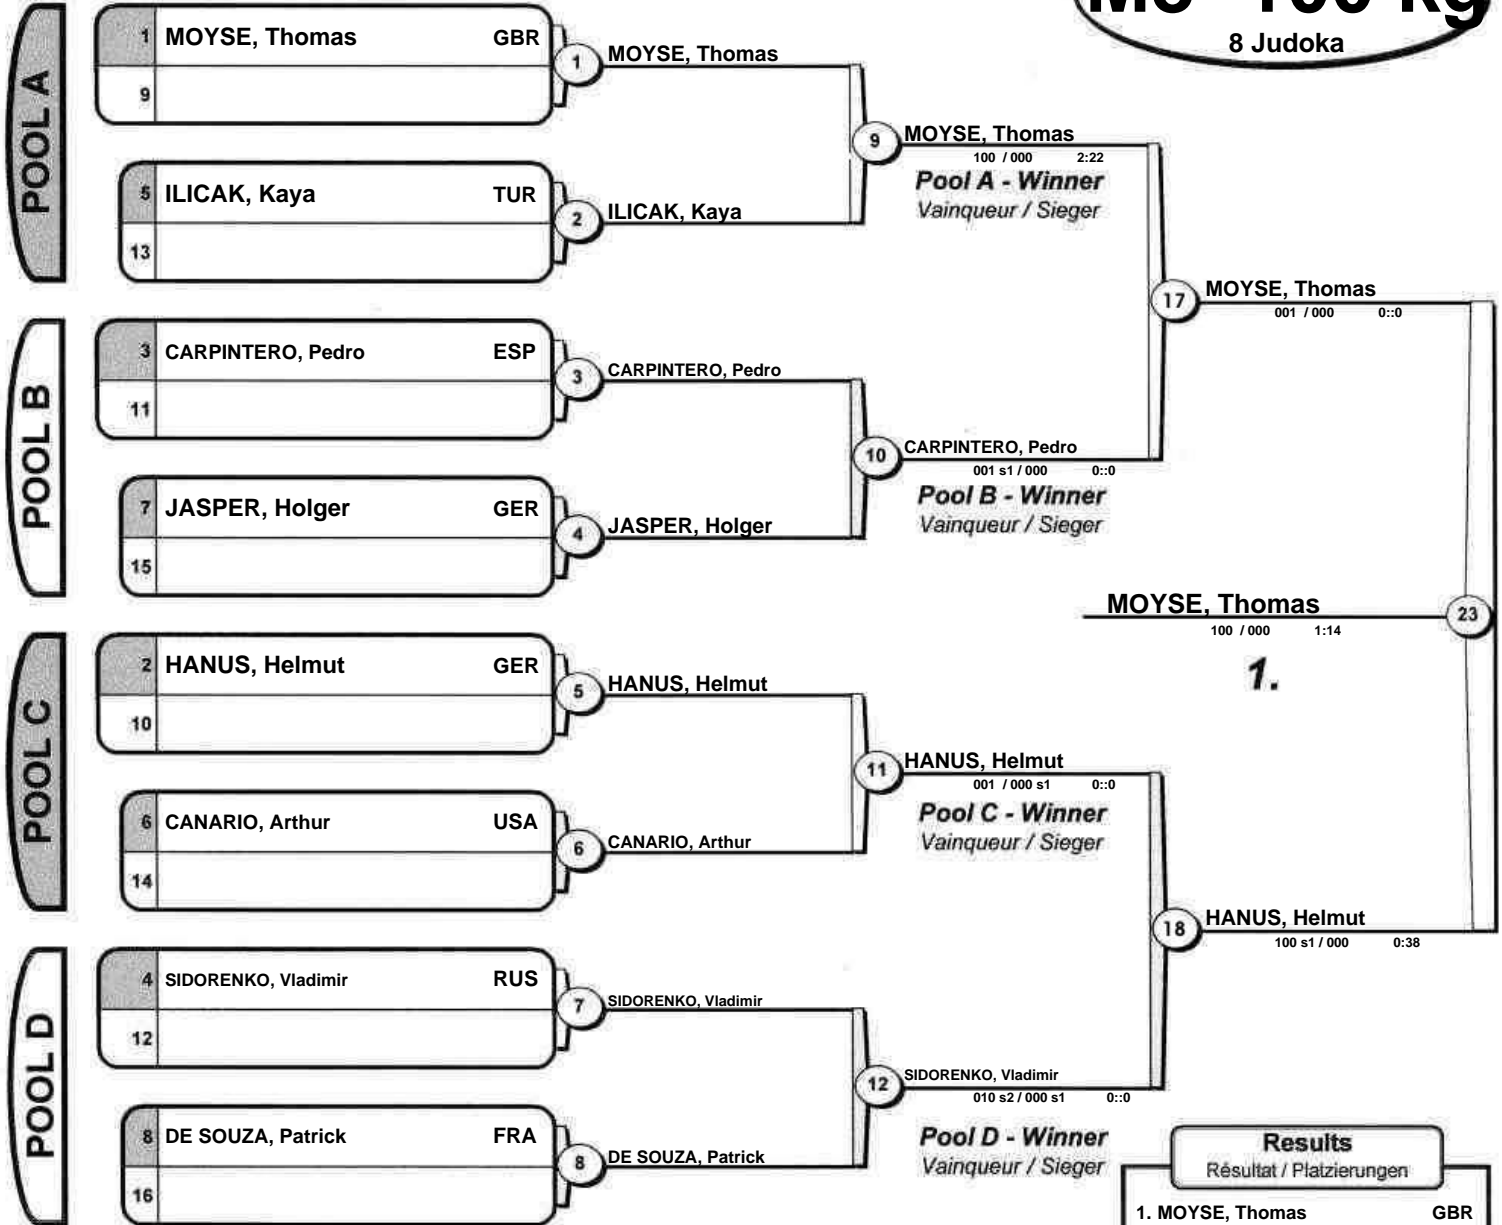 8 Judoka
POOL A
1 MOYSE, Thomas GBR
9
1
MOYSE, Thomas
5 ILICAK, Kaya TUR
13
2
ILICAK, Kaya
9
MOYSE, Thomas
100 / 000 2:22
Pool A - Winner
Vainqueur / Sieger
POOL B
3 CARPINTERO, Pedro ESP
11
3
CARPINTERO, Pedro
7 JASPER, Holger GER
15
4
JASPER, Holger
10
CARPINTERO, Pedro
001 s1 / 000 0::0
Pool B - Winner
Vainqueur / Sieger
17
MOYSE, Thomas
001 / 000 0::0
POOL C
2 HANUS, Helmut GER
10
5
HANUS, Helmut
6 CANARIO, Arthur USA
14
6
CANARIO, Arthur
11
HANUS, Helmut
001 / 000 s1 0::0
Pool C - Winner
Vainqueur / Sieger
POOL D
4 SIDORENKO, Vladimir RUS
12
7
SIDORENKO, Vladimir
8 DE SOUZA, Patrick FRA
16
8
DE SOUZA, Patrick
12
SIDORENKO, Vladimir
010 s2 / 000 s1 0::0
Pool D - Winner
Vainqueur / Sieger
18
HANUS, Helmut
100 s1 / 000 0:38
23
MOYSE, Thomas
100 / 000 1:14
1.
Results
Résultat / Platzierungen
1. MOYSE, Thomas GBR